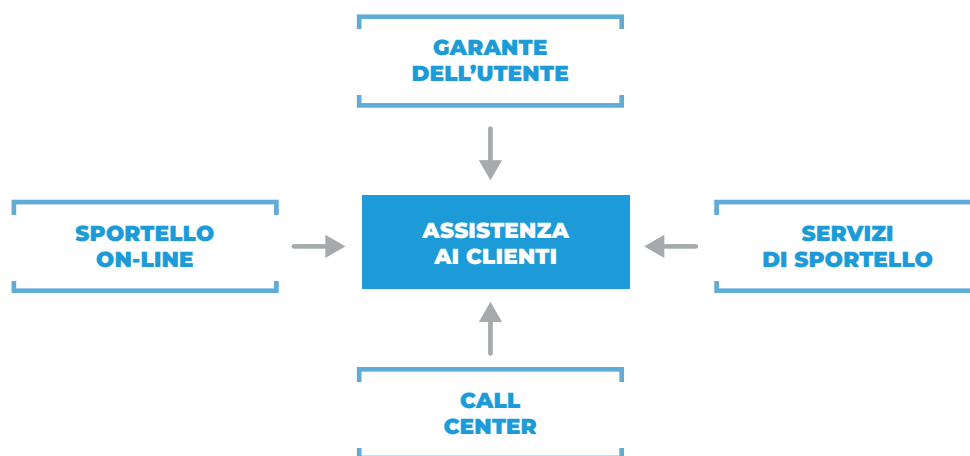 GARANTE
DELL’UTENTE
SPORTELLO
ON-LINE
ASSISTENZA
AI CLIENTI
SERVIZI
DI SPORTELLO
CALL
CENTER